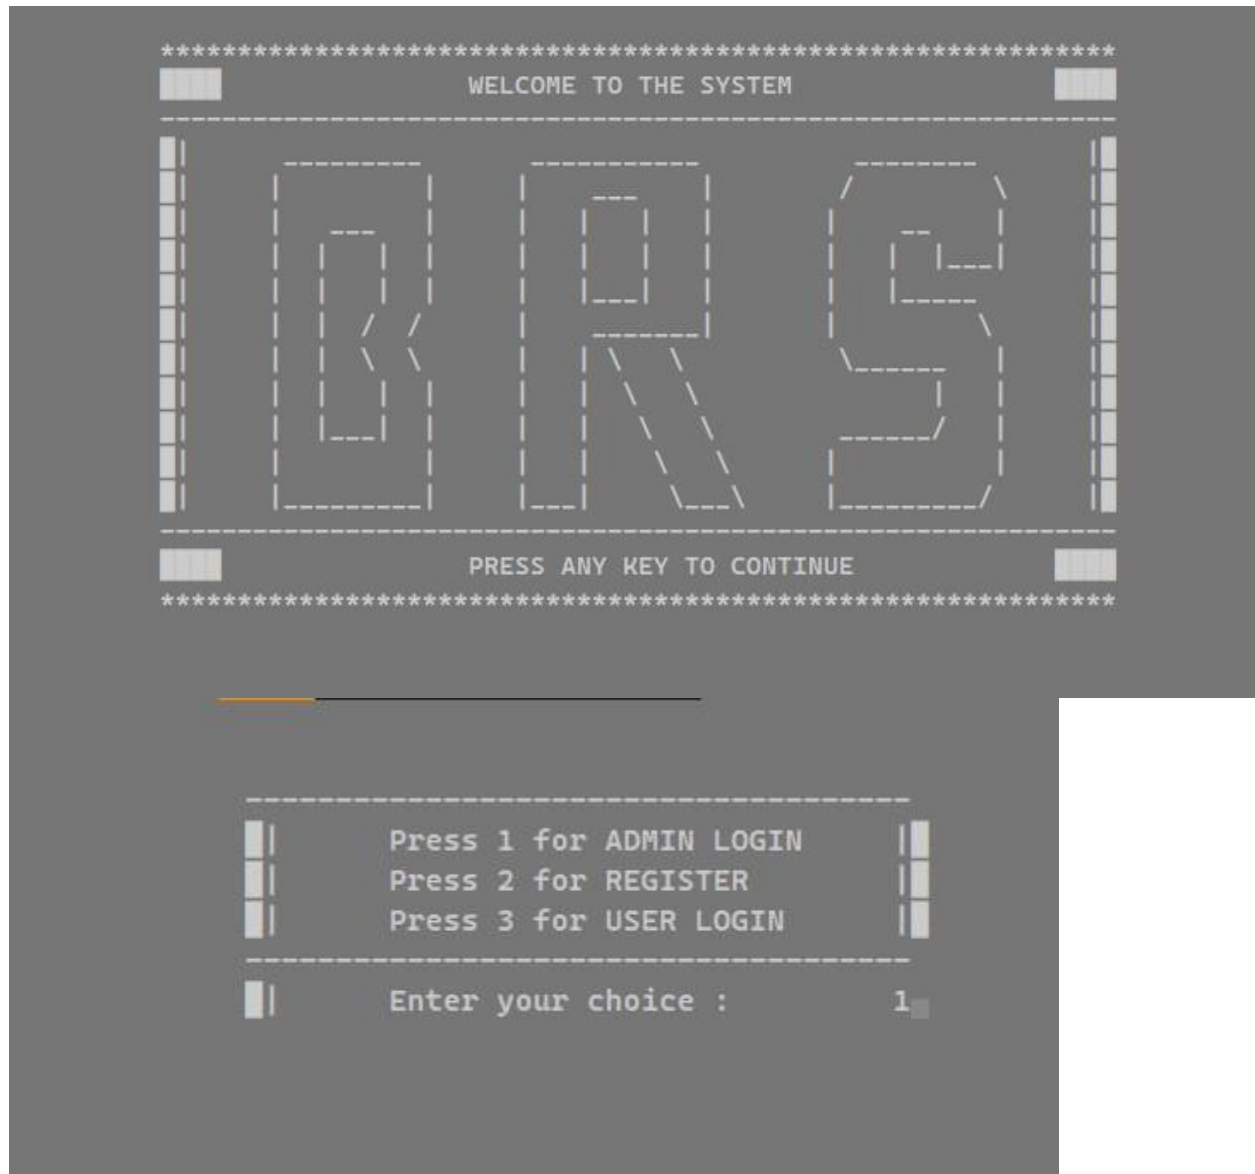 WELCOME TO THE SYSTEM
BRS
PRESS ANY KEY TO CONTINUE
Press 1 for ADMIN LOGIN
Press 2 for REGISTER
Press 3 for USER LOGIN
Enter your choice : 1